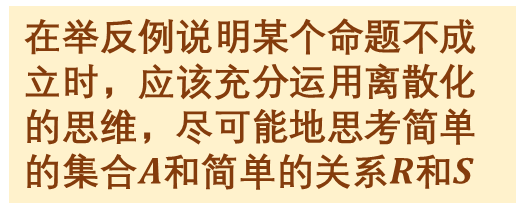 在举反例说明某个命题不成
立时，应该充分运用离散化
的思维，尽可能地思考简单
的集合A和简单的关系R和S